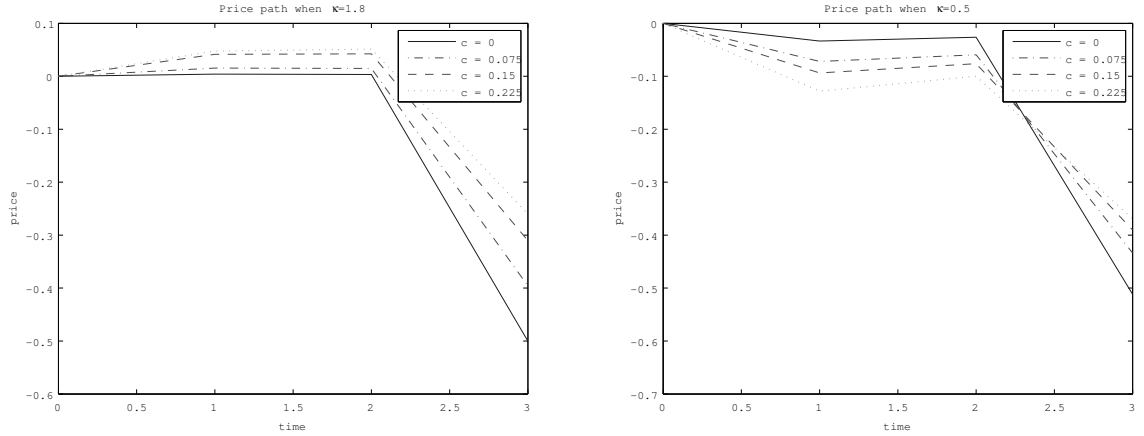 Price path when κ=1.8
0.1
0
-0.1
-0.2
-0.3
-0.4
-0.5
-0.6
price
0 0.5 1 1.5 2 2.5 3
time
c = 0
c = 0.075
c = 0.15
c = 0.225
Price path when κ=0.5
0
-0.1
-0.2
-0.3
-0.4
-0.5
-0.6
-0.7
price
0 0.5 1 1.5 2 2.5 3
time
c = 0
c = 0.075
c = 0.15
c = 0.225